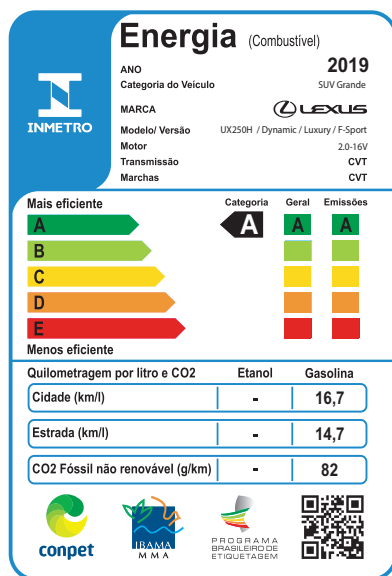 Energia (Combustível)
ANO 2019
Categoria do Veículo SUV Grande
MARCA LEXUS
Modelo/ Versão UX250H / Dynamic / Luxury / F-Sport
Motor 2.0-16V
Transmissão CVT
Marchas CVT
INMETRO
Mais eficiente Categoria Geral Emissões
A A A A
B
C
D
E
Menos eficiente
Quilometragem por litro e CO2 Etanol Gasolina
Cidade (km/l) - 16,7
Estrada (km/l) - 14,7
CO2 Fóssil não renovável (g/km) - 82
conpet
IBAMA
MMA
PROGRAMA
BRASILEIRO DE
ETIQUETAGEM